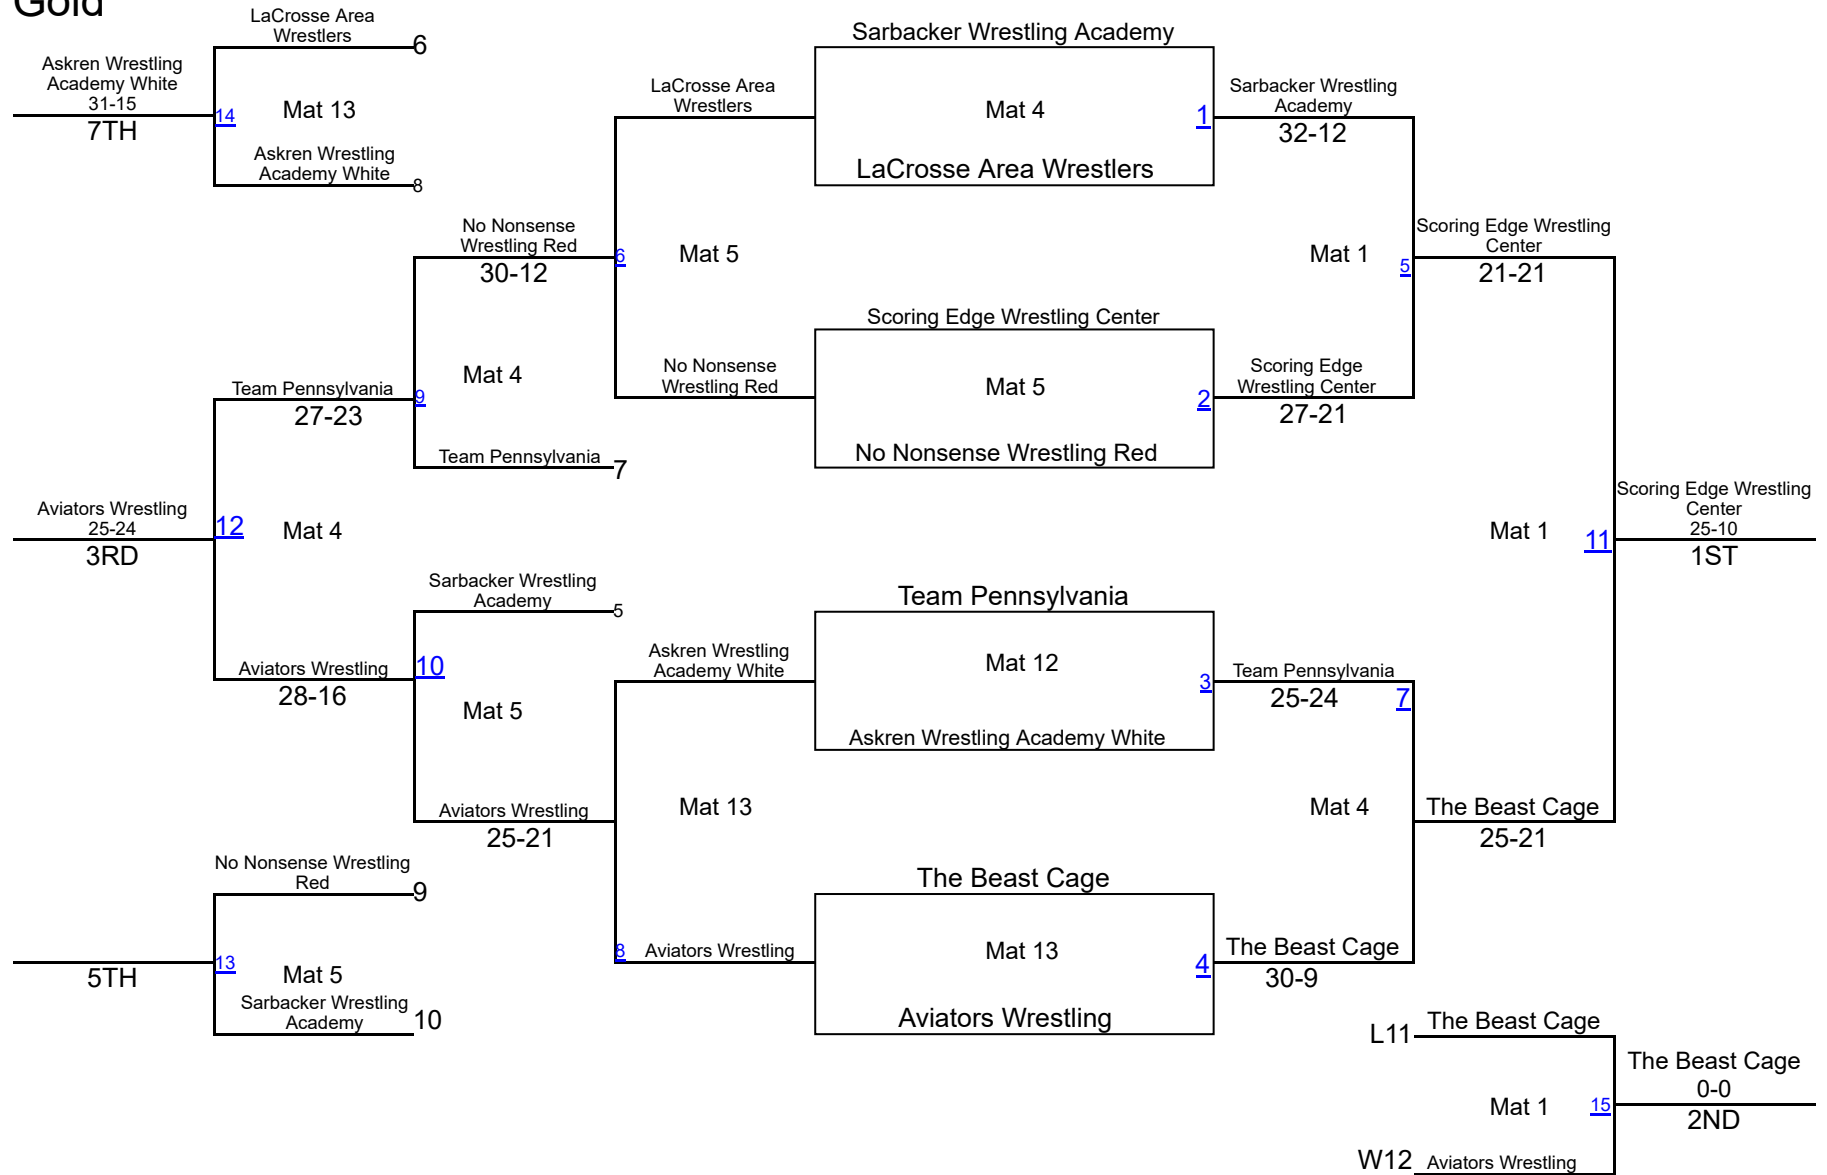 Gold
LaCrosse Area
Wrestlers
6
Askren Wrestling
Academy White
31-15
7TH
14
Mat 13
Askren Wrestling
Academy White
8
Sarbacker Wrestling Academy
Mat 4
1
LaCrosse Area Wrestlers
LaCrosse Area
Wrestlers
Sarbacker Wrestling
Academy
32-12
No Nonsense
Wrestling Red
30-12
6
Mat 5
Mat 1
5
Scoring Edge Wrestling
Center
21-21
Scoring Edge Wrestling Center
Mat 5
2
No Nonsense Wrestling Red
No Nonsense
Wrestling Red
Scoring Edge
Wrestling Center
27-21
Team Pennsylvania
27-23
9
Mat 4
Team Pennsylvania
7
Aviators Wrestling
25-24
3RD
12
Mat 4
Mat 1
11
Scoring Edge Wrestling
Center
25-10
1ST
Sarbacker Wrestling
Academy
5
Aviators Wrestling
28-16
10
Mat 5
Team Pennsylvania
Mat 12
3
Askren Wrestling Academy White
Askren Wrestling
Academy White
Team Pennsylvania
25-24
7
Aviators Wrestling
25-21
Mat 13
Mat 4
The Beast Cage
25-21
No Nonsense Wrestling
Red
9
5TH
13
Mat 5
Sarbacker Wrestling
Academy
10
The Beast Cage
8
Aviators Wrestling
Mat 13
4
Aviators Wrestling
The Beast Cage
30-9
L11
The Beast Cage
Mat 1
15
The Beast Cage
0-0
2ND
W12
Aviators Wrestling